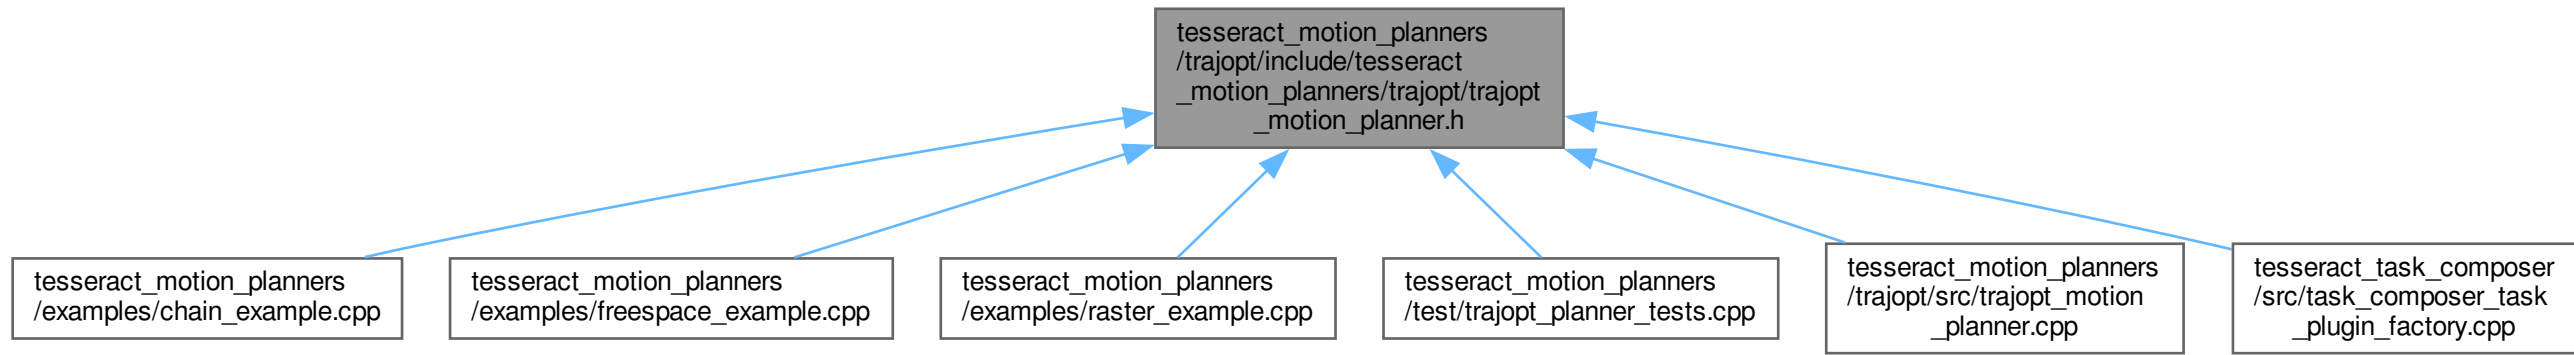 tesseract_motion_planners
/trajopt/include/tesseract
_motion_planners/trajopt/trajopt
_motion_planner.h
tesseract_motion_planners
/examples/chain_example.cpp
tesseract_motion_planners
/examples/freespace_example.cpp
tesseract_motion_planners
/examples/raster_example.cpp
tesseract_motion_planners
/test/trajopt_planner_tests.cpp
tesseract_motion_planners
/trajopt/src/trajopt_motion
_planner.cpp
tesseract_task_composer
/src/task_composer_task
_plugin_factory.cpp